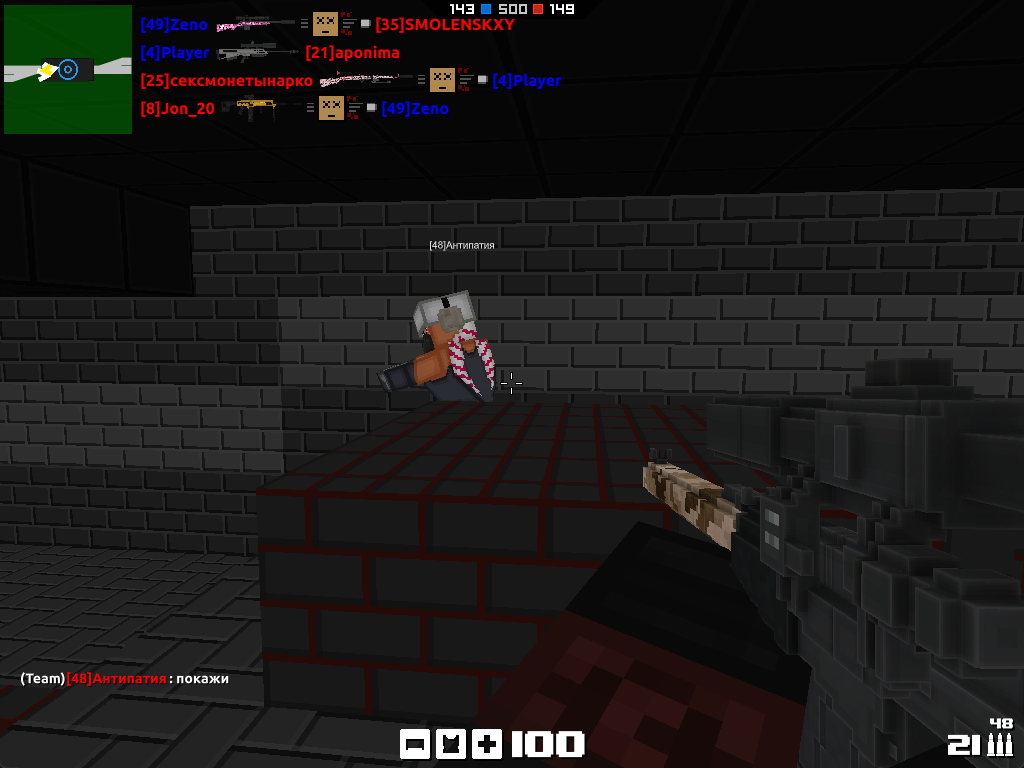 143 500 149
[49]Zeno [35]SMOLENSKXY
[4]Player [21]aponima
[25]сексмонетынарко [4]Player
[8]Jon_20 [49]Zeno
[48]Антипатия
(Team)[48]Антипатия : покажи
48
100 21